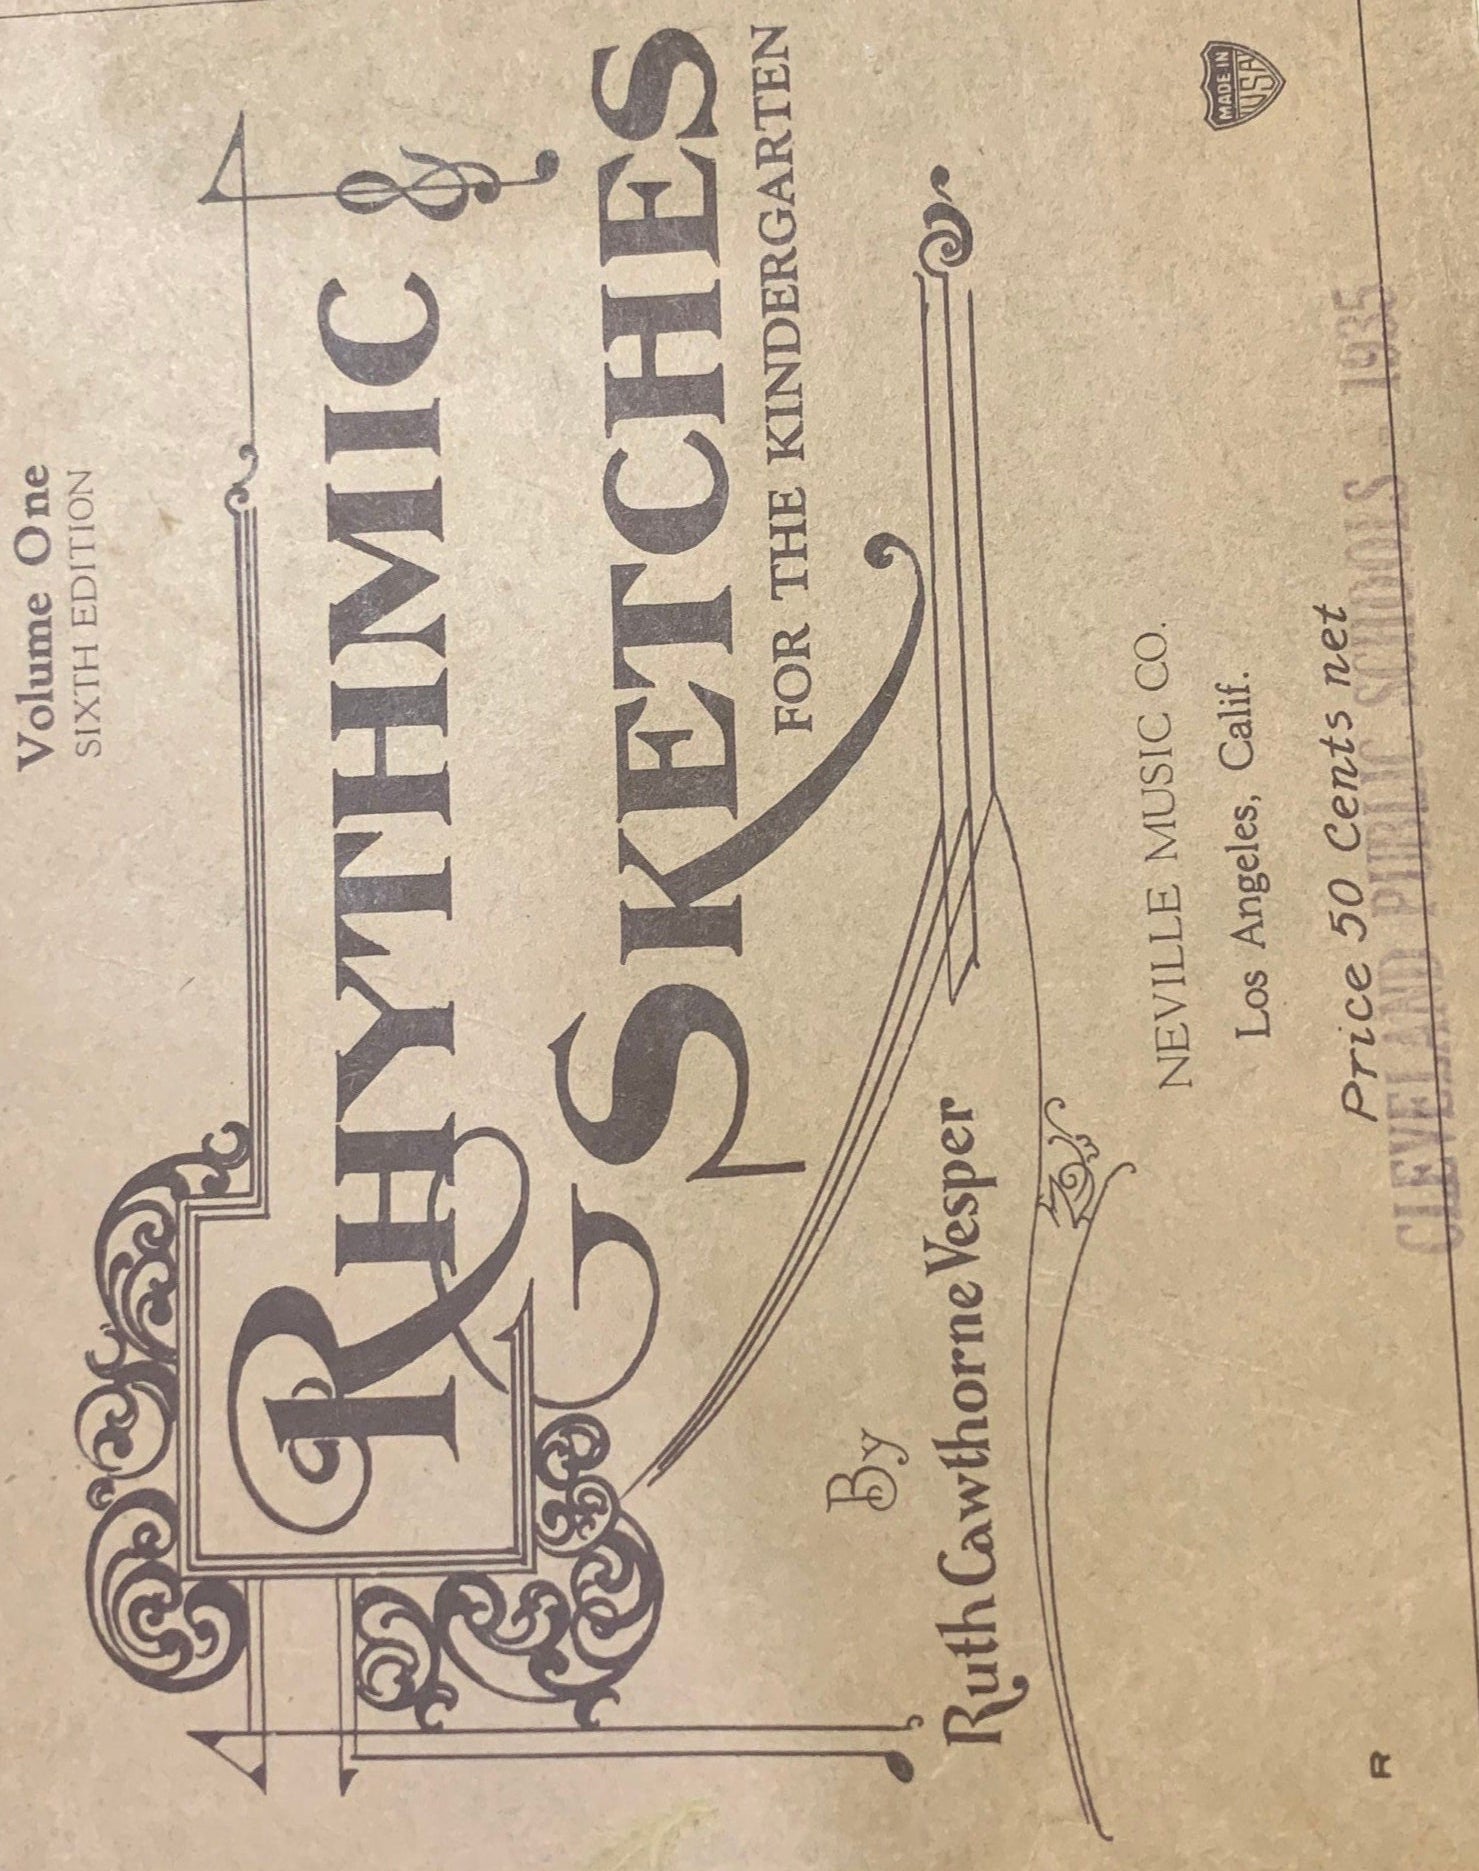 Volume One
SIXTH EDITION
RHYTHMIC
SKETCHES
FOR THE KINDERGARTEN
By
Ruth Cawthorne Vesper
NEVILLE MUSIC CO.
Los Angeles, Calif.
Price 50 Cents net
CLEVELAND PUBLIC SCHOOLS - 1935
R
MADE IN
USA